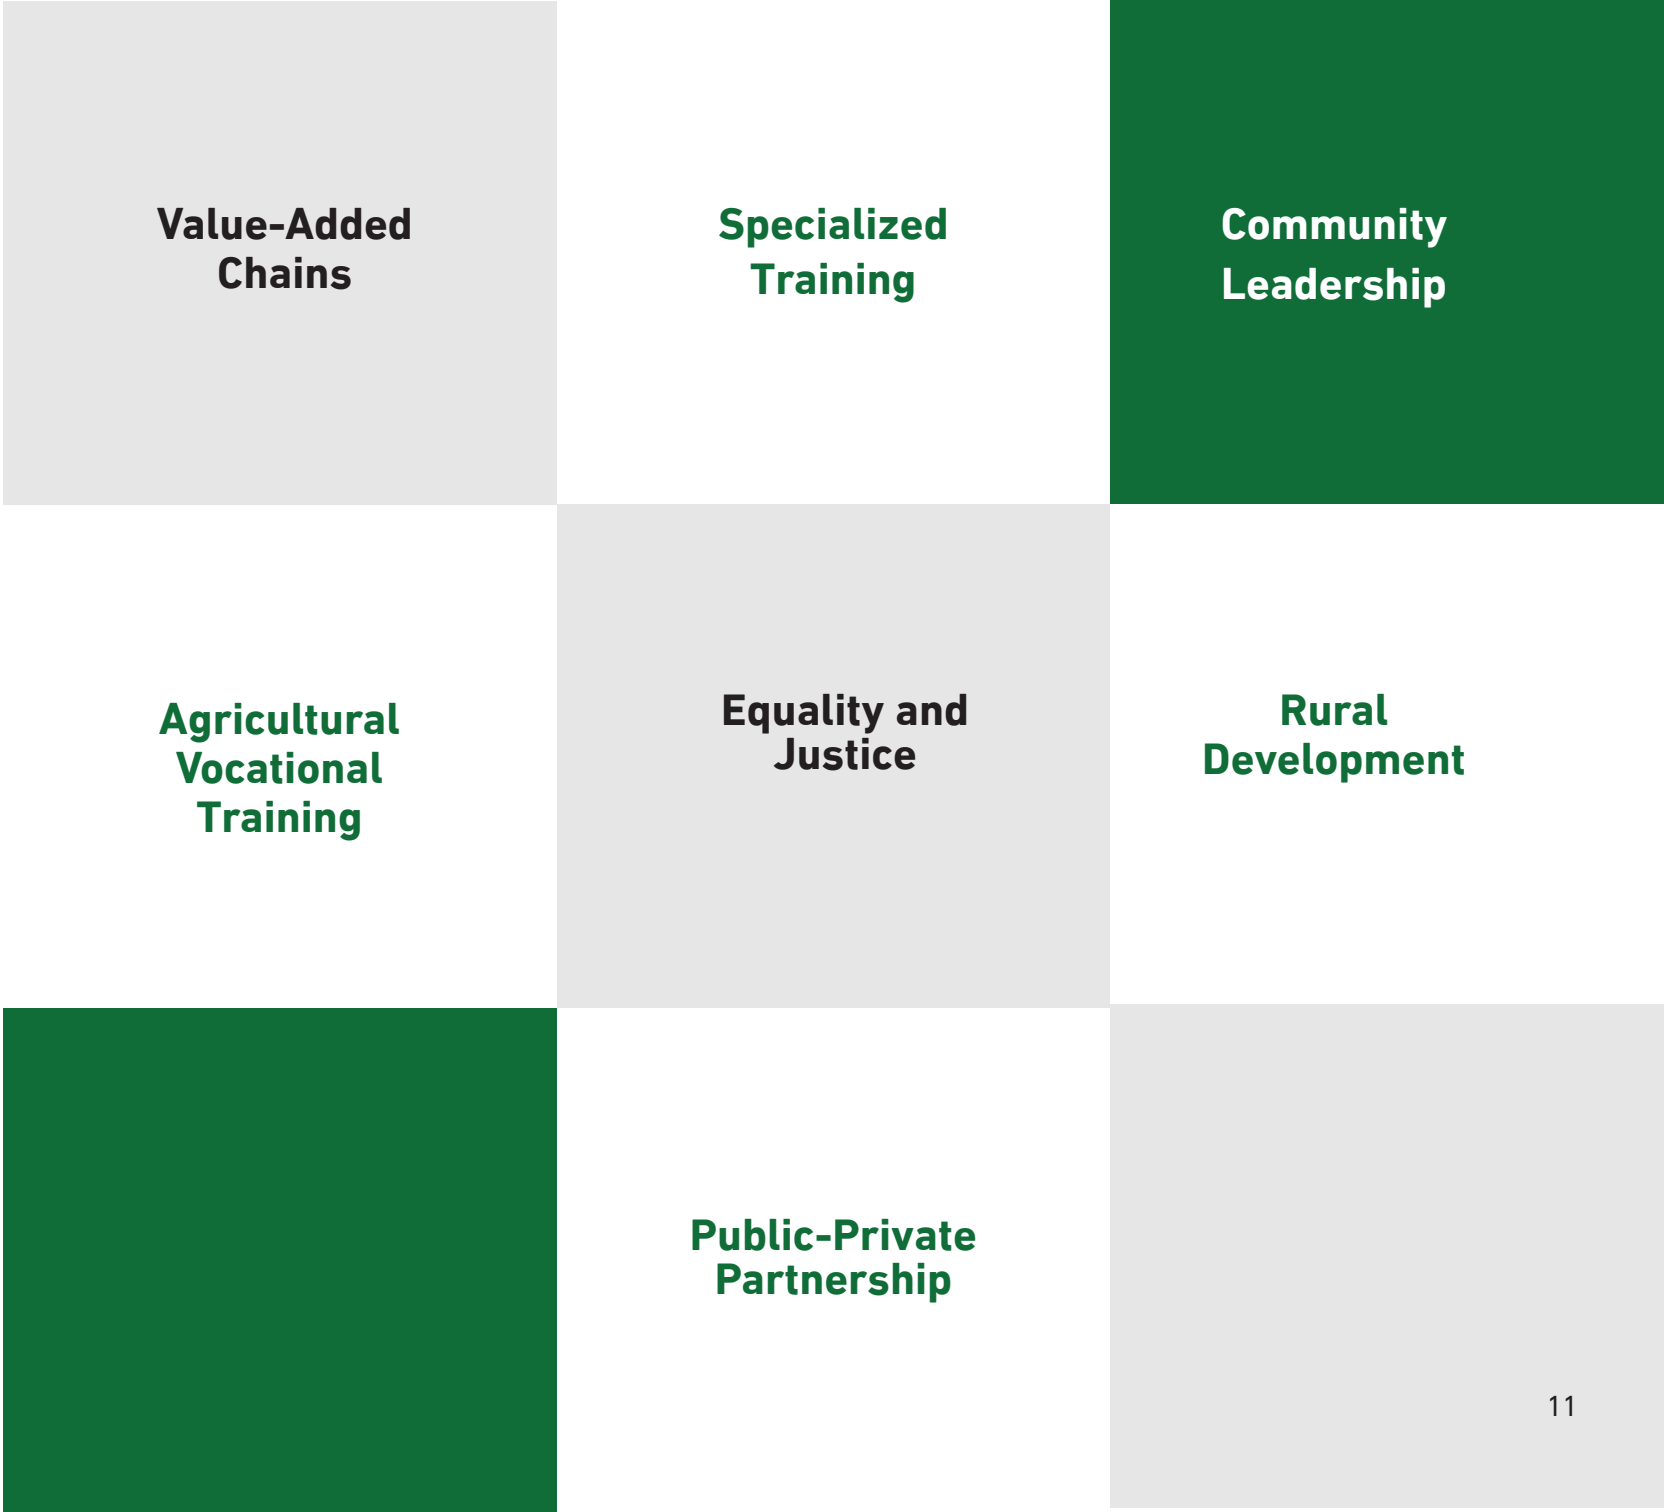 Value-Added
Chains
Specialized
Training
Community
Leadership
Agricultural
Vocational
Training
Equality and
Justice
Rural
Development
Public-Private
Partnership
11